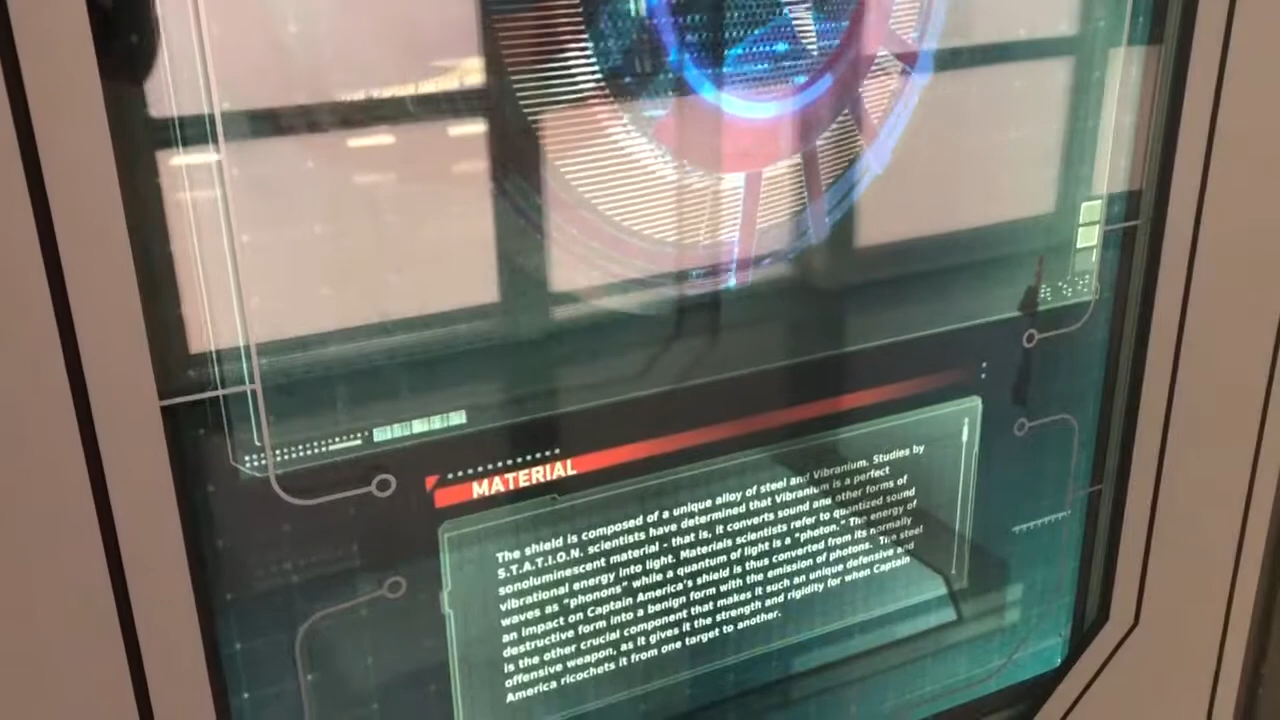 MATERIAL
The shield is composed of a unique alloy of steel and Vibranium. Studies by
S.T.A.T.I.O.N. scientists have determined that Vibranium is a perfect
sonoluminescent material - that is, it converts sound and other forms of
vibrational energy into light. Materials scientists refer to quantized sound
waves as "phonons" while a quantum of light is a "photon." The energy of
an impact on Captain America's shield is thus converted from its normally
destructive form into a benign form with the emission of photons. The steel
is the other crucial component that makes it such an unique defensive and
offensive weapon, as it gives it the strength and rigidity for when Captain
America ricochets it from one target to another.